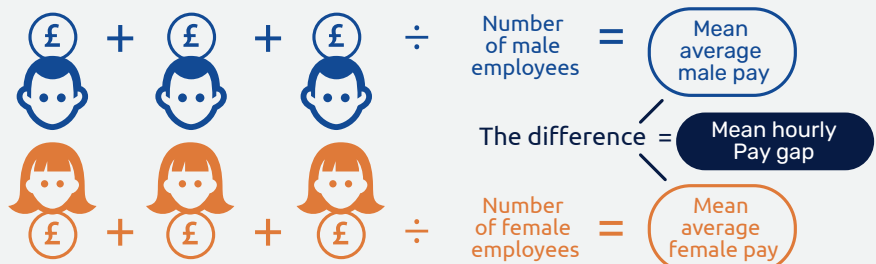 £ + £ + £ ÷
Number
of male
employees
=
Mean
average
male pay
The difference =
Mean hourly
Pay gap
£ + £ + £ ÷
Number
of female
employees
=
Mean
average
female pay